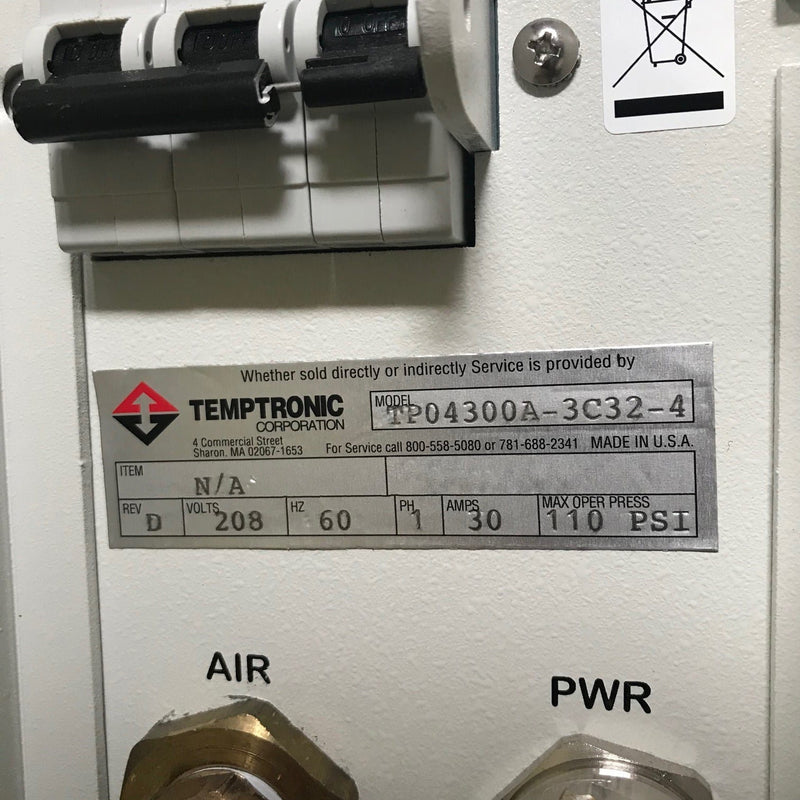 Whether sold directly or indirectly Service is provided by
TEMPTRONIC
CORPORATION
MODEL
TP04300A-3C32-4
4 Commercial Street
Sharon. MA 02067-1653
For Service call 800-558-5080 or 781-688-2341 MADE IN U.S.A.
ITEM
N/A
REV D VOLTS 208 HZ 60 PH 1 AMPS 30 MAX OPER PRESS 110 PSI
AIR
PWR